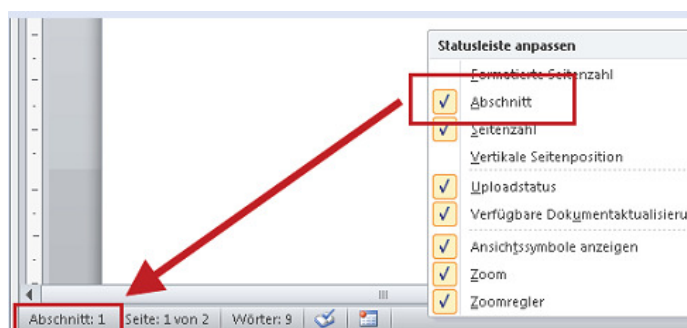 Statusleiste anpassen
Formatierte Seitenzahl
Abschnitt
Seitenzahl
Vertikale Seitenposition
Uploadstatus
Verfügbare Dokumentaktualisieru
Ansichtssymbole anzeigen
Zoom
Zoomregler
Abschnitt: 1 Seite: 1 von 2 Wörter: 9